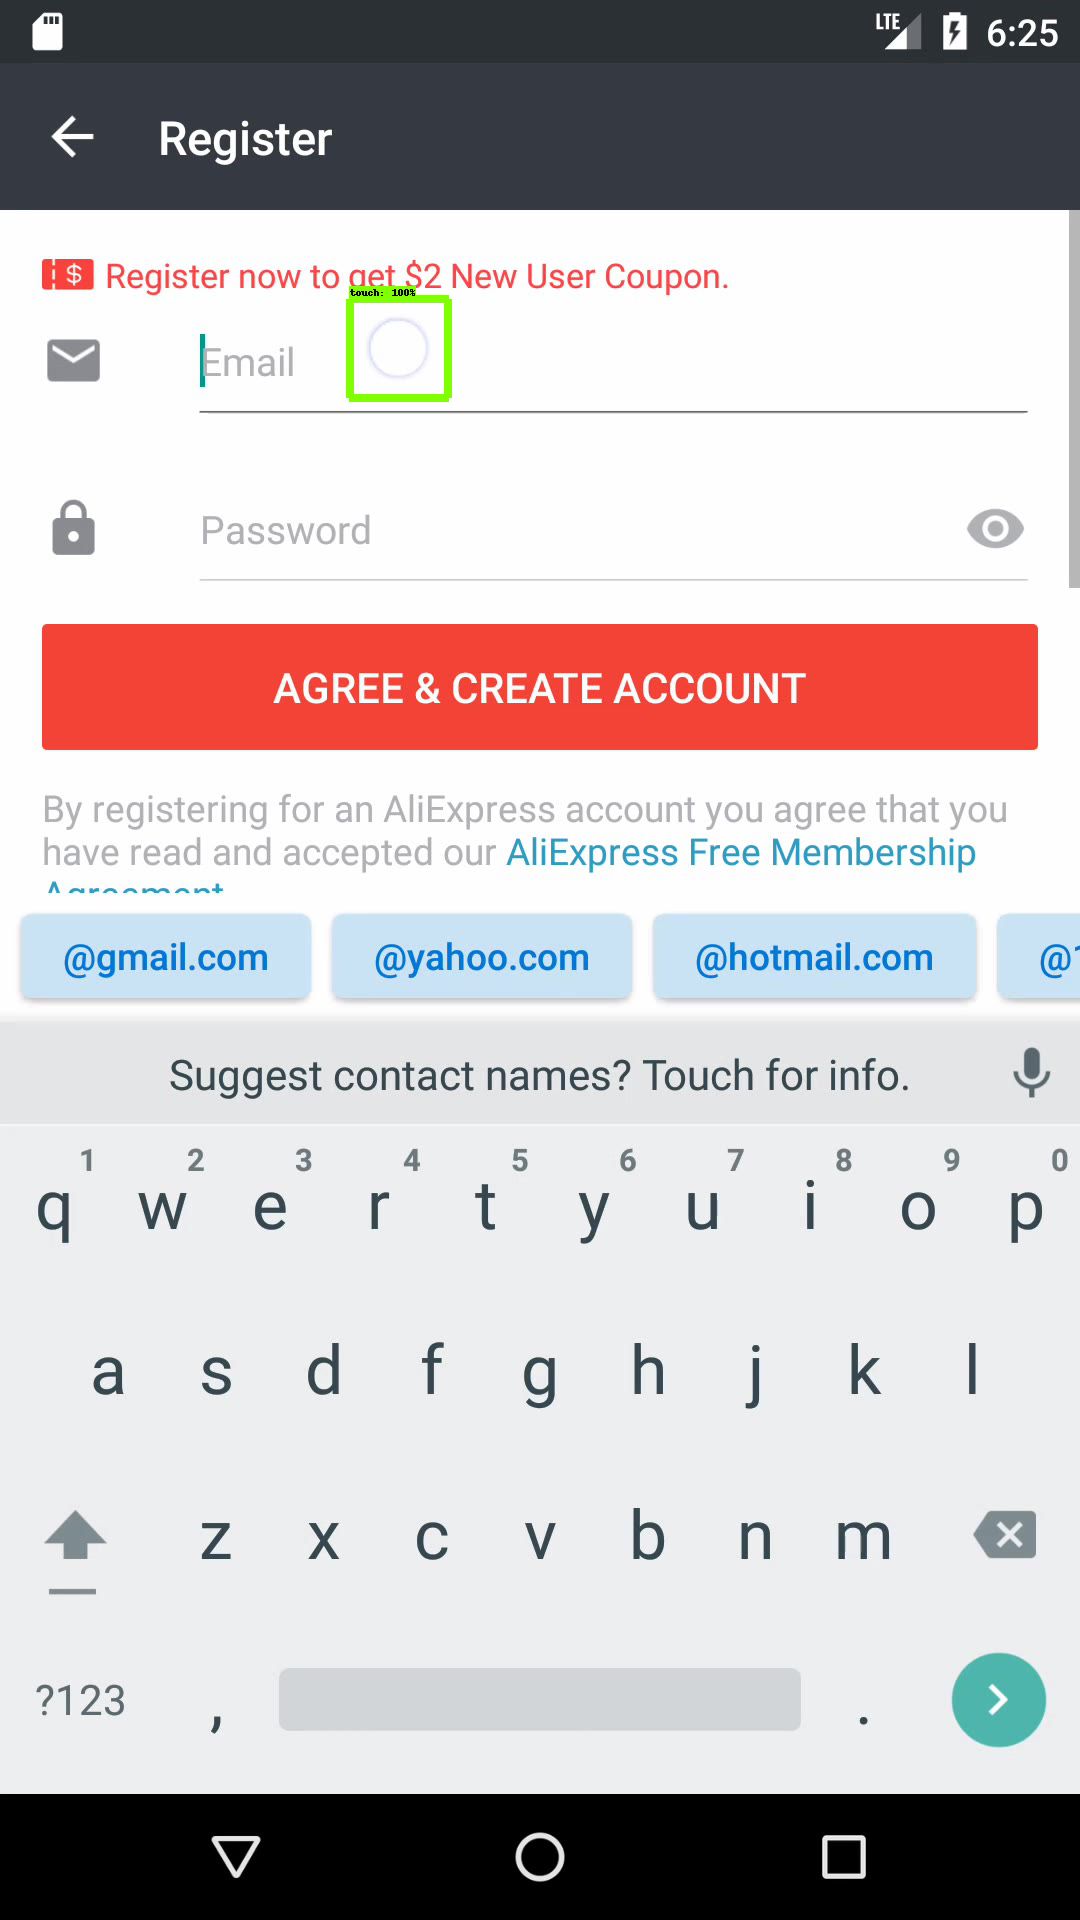 LTE 6:25
Register
$ Register now to get $2 New User Coupon.
touch: 100%
Email
Password
AGREE & CREATE ACCOUNT
By registering for an AliExpress account you agree that you
have read and accepted our AliExpress Free Membership
Agreement
@gmail.com @yahoo.com @hotmail.com @1
Suggest contact names? Touch for info.
1 2 3 4 5 6 7 8 9 0
q w e r t y u i o p
a s d f g h j k l
z x c v b n m
?123 , .